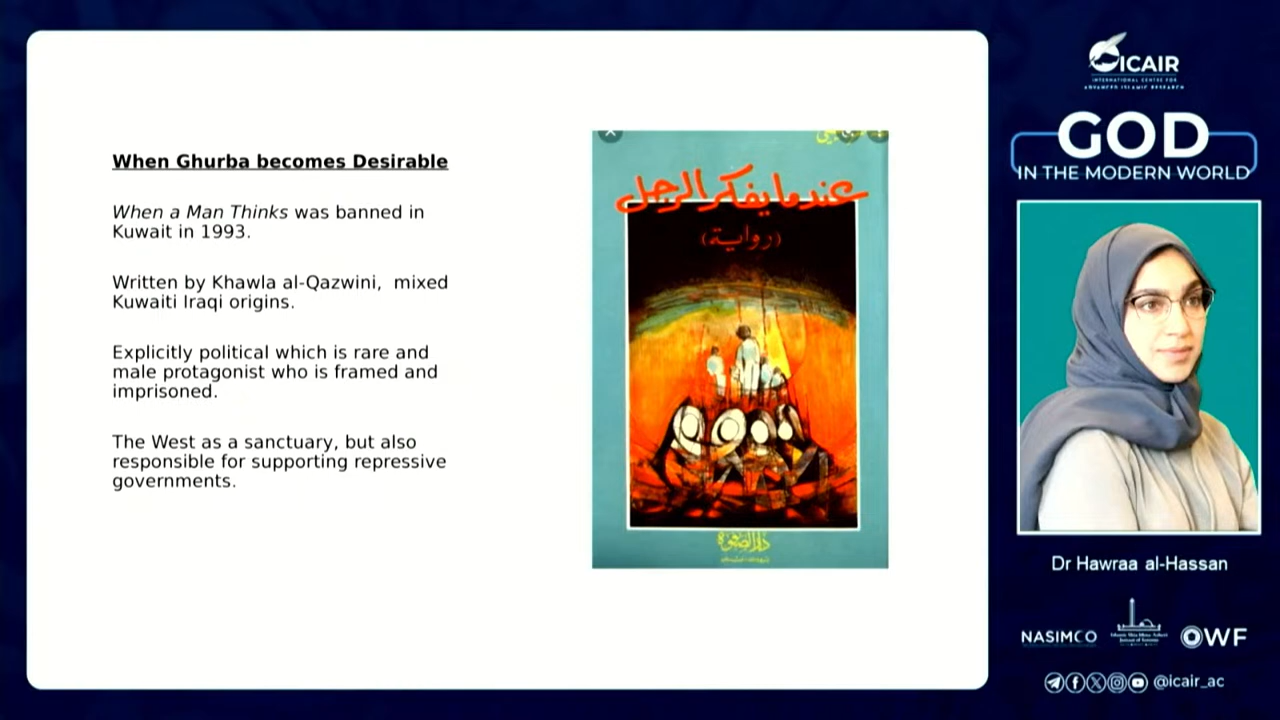 When Ghurba becomes Desirable
When a Man Thinks was banned in
Kuwait in 1993.
Written by Khawla al-Qazwini,  mixed
Kuwaiti Iraqi origins.
Explicitly political which is rare and
male protagonist who is framed and
imprisoned.
The West as a sanctuary, but also
responsible for supporting repressive
governments.
عندما يفكر الرجل
(رواية)
دار الصفوة
ICAIR
INTERNATIONAL CENTRE FOR
ADVANCED ISLAMIC RESEARCH
GOD
IN THE MODERN WORLD
Dr Hawraa al-Hassan
NASIMCO
OWF
@icair_ac